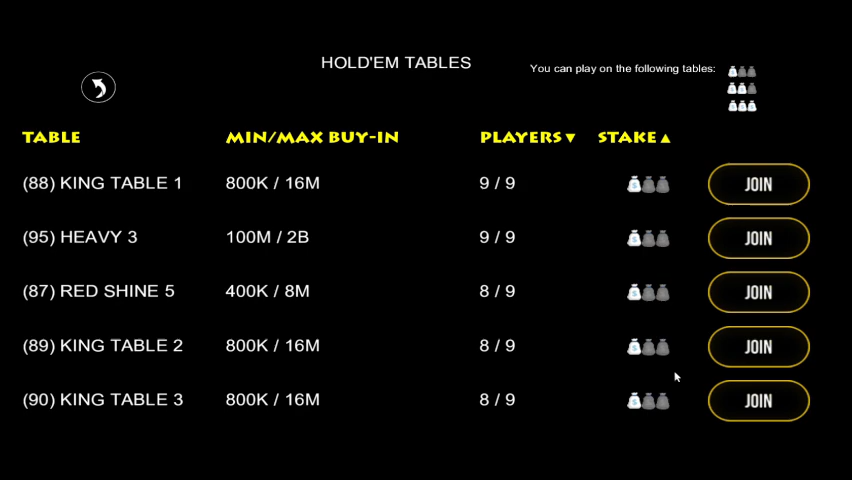 HOLD'EM TABLES
You can play on the following tables:
TABLE MIN/MAX BUY-IN PLAYERS▼ STAKE▲
(88) KING TABLE 1 800K / 16M 9 / 9 JOIN
(95) HEAVY 3 100M / 2B 9 / 9 JOIN
(87) RED SHINE 5 400K / 8M 8 / 9 JOIN
(89) KING TABLE 2 800K / 16M 8 / 9 JOIN
(90) KING TABLE 3 800K / 16M 8 / 9 JOIN